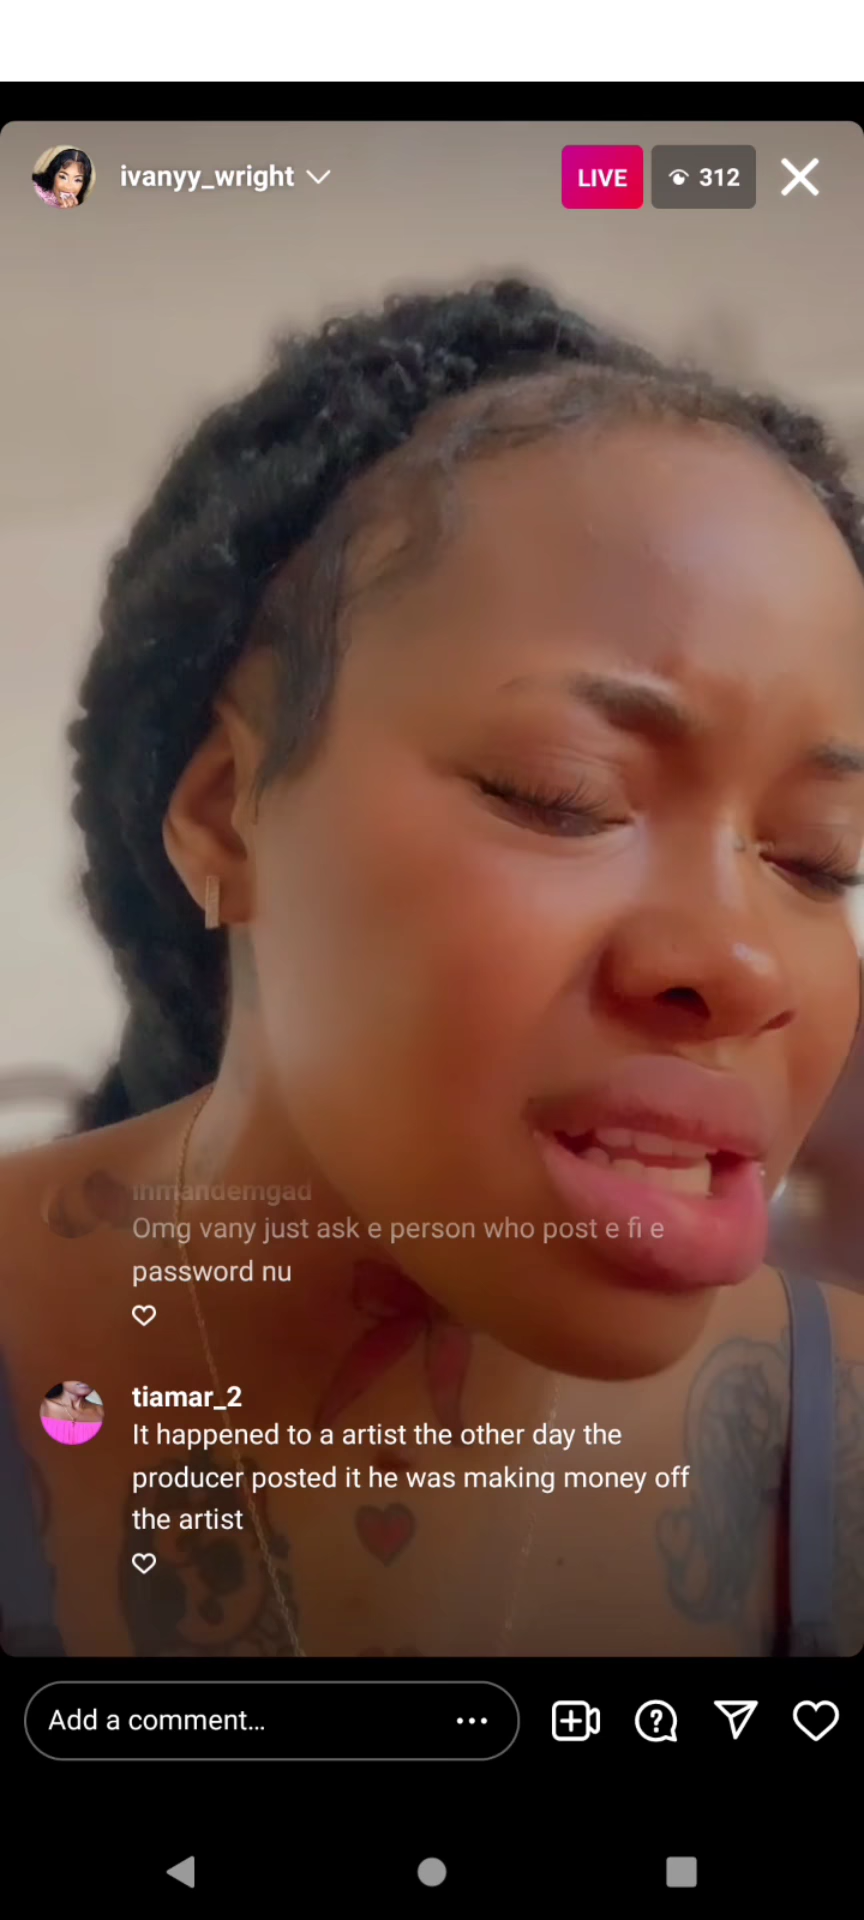 ivanyy_wright
LIVE
312
inmandemgad
Omg vany just ask e person who post e fi e
password nu
tiamar_2
It happened to a artist the other day the
producer posted it he was making money off
the artist
Add a comment...